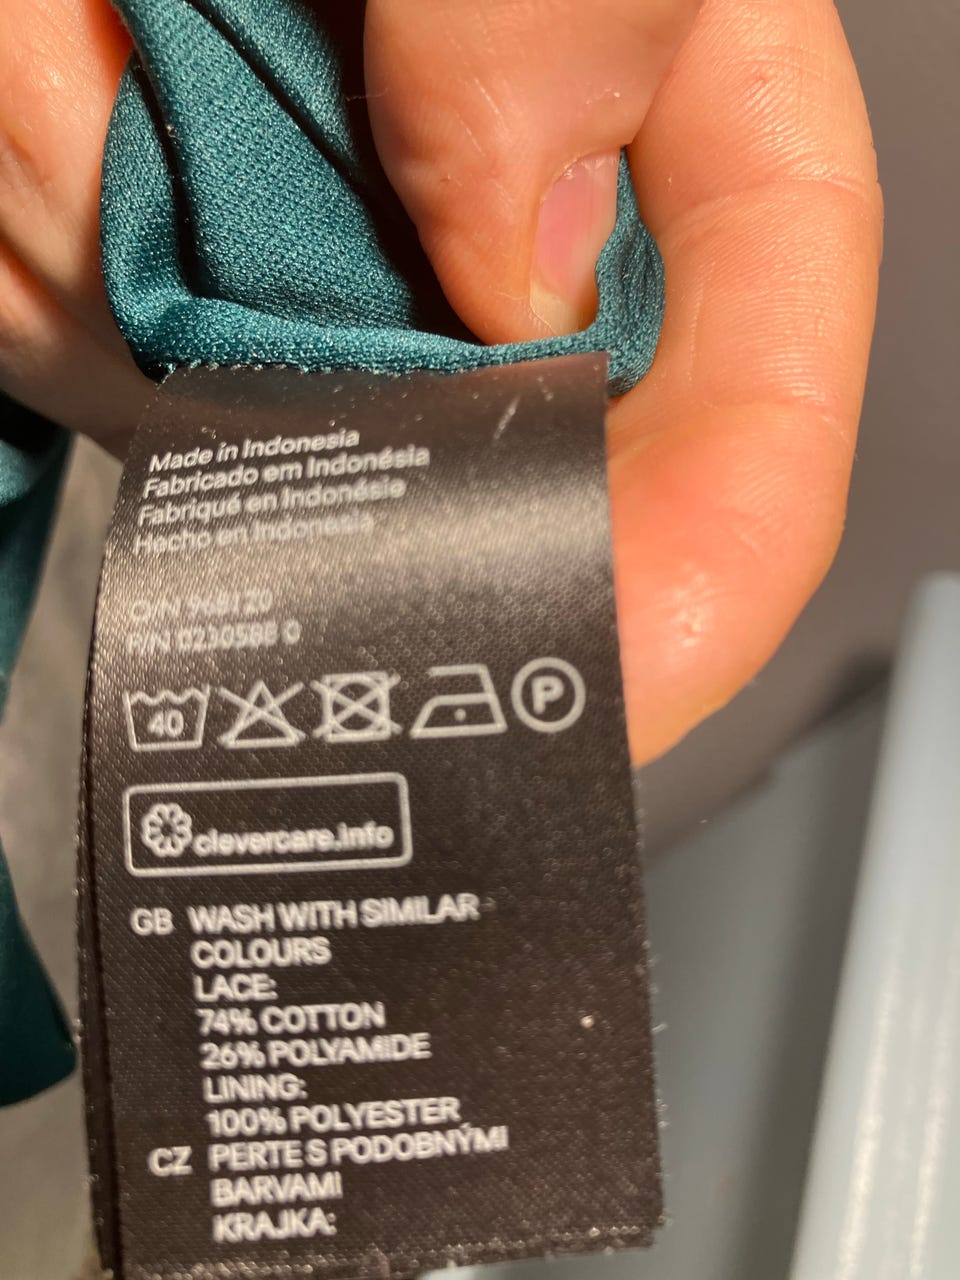 Made in Indonesia
Fabricado em Indonésia
Fabriqué en Indonésie
Hecho en Indonesia
40
P
clevercare.info
GB WASH WITH SIMILAR
COLOURS
LACE:
74% COTTON
26% POLYAMIDE
LINING:
100% POLYESTER
CZ PERTE S PODOBNÝMI
BARVAMI
KRAJKA: